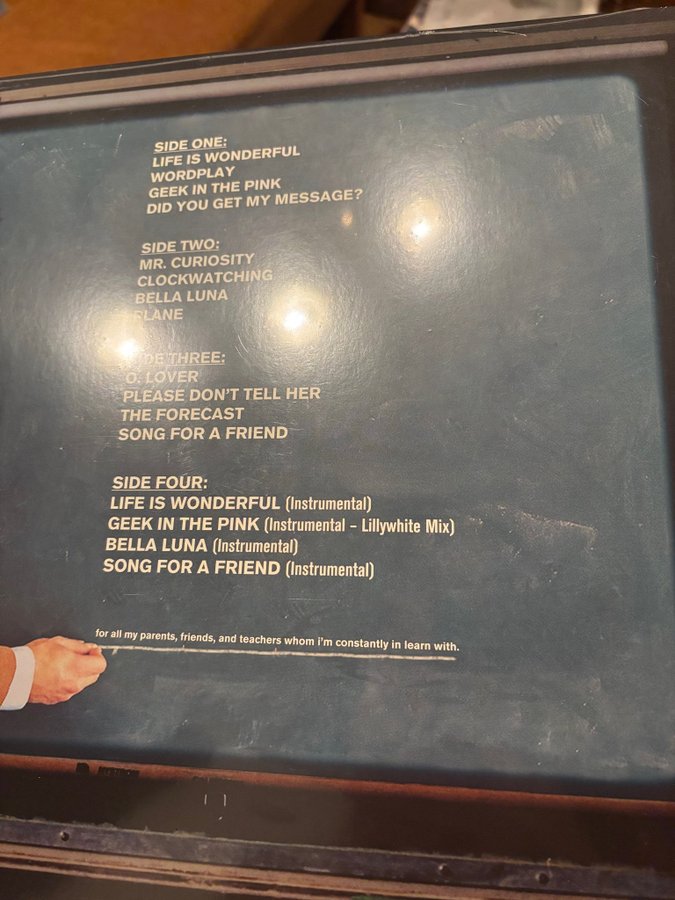 SIDE ONE:
LIFE IS WONDERFUL
WORDPLAY
GEEK IN THE PINK
DID YOU GET MY MESSAGE?
SIDE TWO:
MR. CURIOSITY
CLOCKWATCHING
BELLA LUNA
PLANE
SIDE THREE:
O. LOVER
PLEASE DON'T TELL HER
THE FORECAST
SONG FOR A FRIEND
SIDE FOUR:
LIFE IS WONDERFUL (Instrumental)
GEEK IN THE PINK (Instrumental – Lillywhite Mix)
BELLA LUNA (Instrumental)
SONG FOR A FRIEND (Instrumental)
for all my parents, friends, and teachers whom i'm constantly in learn with.